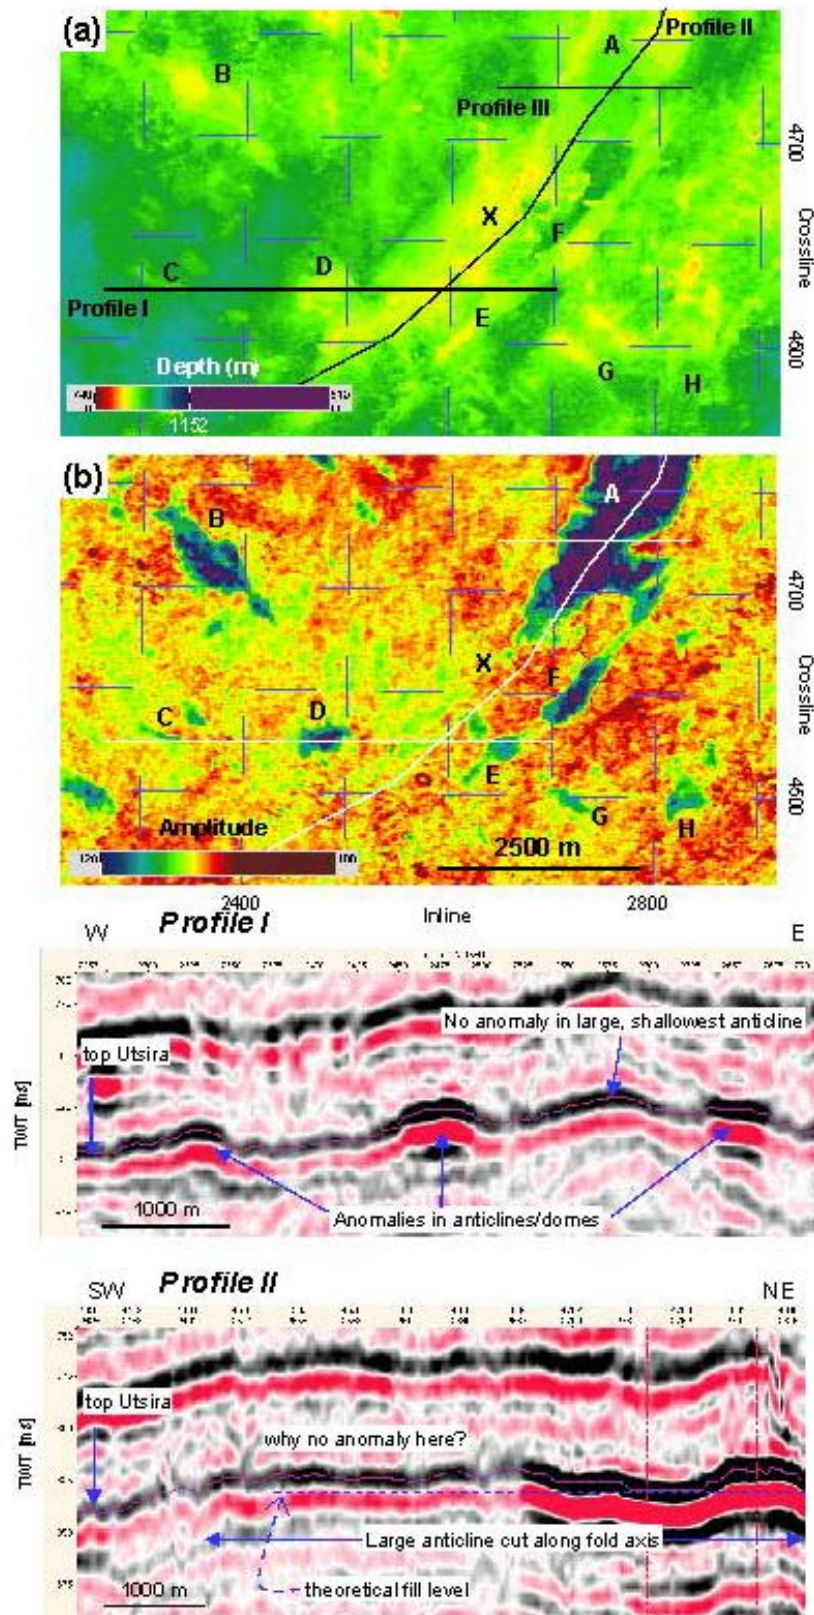 (a)
Profile II
A
B
Profile III
4700
X
F
Crossline
C
D
Profile I
E
4500
Depth (m)
G
H
1152
(b)
A
B
4700
X
F
Crossline
C
D
E
4500
G
H
Amplitude
2500 m
2400
Inline
2800
W
Profile I
E
No anomaly in large, shallowest anticline
top Utsira
TWT [ms]
1000 m
Anomalies in anticlines/domes
SW
Profile II
NE
top Utsira
why no anomaly here?
TWT [ms]
Large anticline cut along fold axis
1000 m
theoretical fill level